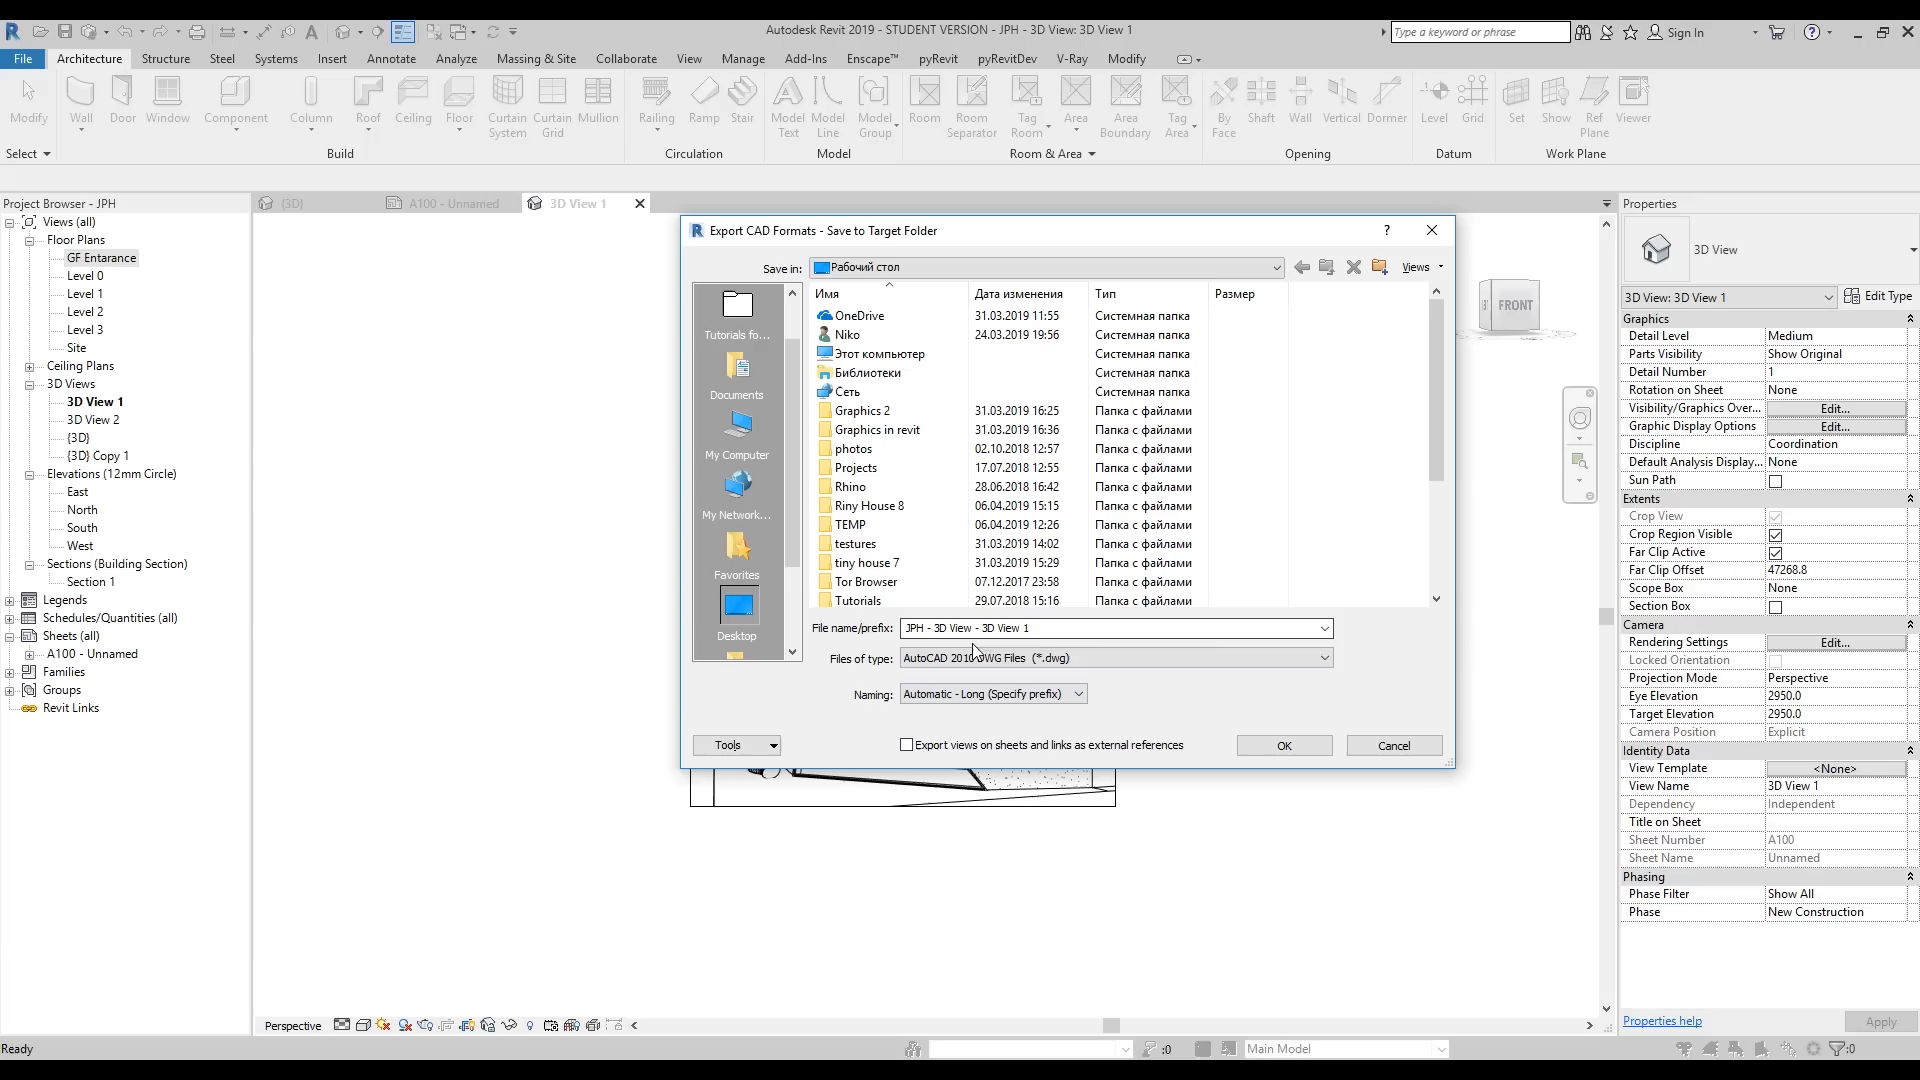 Autodesk Revit 2019 - STUDENT VERSION - JPH - 3D View: 3D View 1
Type a keyword or phrase
Sign In
File Architecture Structure Steel Systems Insert Annotate Analyze Massing & Site Collaborate View Manage Add-Ins Enscape™ pyRevit pyRevitDev V-Ray Modify
Modify Wall Door Window Component Column Roof Ceiling Floor Curtain System Curtain Grid Mullion Railing Ramp Stair Model Text Model Line Model Group Room Room Separator Tag Room Area Area Boundary Tag Area By Face Shaft Wall Vertical Dormer Level Grid Set Show Ref Plane Viewer
Select Build Circulation Model Room & Area Opening Datum Work Plane
Project Browser - JPH
Views (all)
Floor Plans
GF Entarance
Level 0
Level 1
Level 2
Level 3
Site
Ceiling Plans
3D Views
3D View 1
3D View 2
{3D}
{3D} Copy 1
Elevations (12mm Circle)
East
North
South
West
Sections (Building Section)
Section 1
Legends
Schedules/Quantities (all)
Sheets (all)
A100 - Unnamed
Families
Groups
Revit Links
{3D} A100 - Unnamed 3D View 1
Export CAD Formats - Save to Target Folder
Save in: Рабочий стол Views
Tutorials fo...
Documents
My Computer
My Network...
Favorites
Desktop
Имя Дата изменения Тип Размер
OneDrive 31.03.2019 11:55 Системная папка
Niko 24.03.2019 19:56 Системная папка
Этот компьютер Системная папка
Библиотеки Системная папка
Сеть Системная папка
Graphics 2 31.03.2019 16:25 Папка с файлами
Graphics in revit 31.03.2019 16:36 Папка с файлами
photos 02.10.2018 12:57 Папка с файлами
Projects 17.07.2018 12:55 Папка с файлами
Rhino 28.06.2018 16:42 Папка с файлами
Riny House 8 06.04.2019 15:15 Папка с файлами
TEMP 06.04.2019 12:26 Папка с файлами
testures 31.03.2019 14:02 Папка с файлами
tiny house 7 31.03.2019 15:29 Папка с файлами
Tor Browser 07.12.2017 23:58 Папка с файлами
Tutorials 29.07.2018 15:16 Папка с файлами
File name/prefix: JPH - 3D View - 3D View 1
Files of type: AutoCAD Files (*.dwg)
Naming: Automatic - Long (Specify prefix)
Tools Export views on sheets and links as external references OK Cancel
FRONT
Properties
3D View
3D View: 3D View 1 Edit Type
Graphics
Detail Level Medium
Parts Visibility Show Original
Detail Number 1
Rotation on Sheet None
Visibility/Graphics Over... Edit...
Graphic Display Options Edit...
Discipline Coordination
Default Analysis Display... None
Sun Path
Extents
Crop View
Crop Region Visible
Far Clip Active
Far Clip Offset 47268.8
Scope Box None
Section Box
Camera
Rendering Settings Edit...
Locked Orientation
Projection Mode Perspective
Eye Elevation 2950.0
Target Elevation 2950.0
Camera Position Explicit
Identity Data
View Template <None>
View Name 3D View 1
Dependency Independent
Title on Sheet
Sheet Number A100
Sheet Name Unnamed
Phasing
Phase Filter Show All
Phase New Construction
Properties help Apply
Perspective
Ready :0 Main Model :0